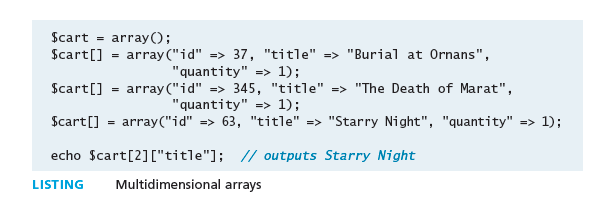 $cart = array();
$cart[] = array("id" => 37, "title" => "Burial at Ornans",
"quantity" => 1);
$cart[] = array("id" => 345, "title" => "The Death of Marat",
"quantity" => 1);
$cart[] = array("id" => 63, "title" => "Starry Night", "quantity" => 1);
echo $cart[2]["title"]; // outputs Starry Night
LISTING Multidimensional arrays